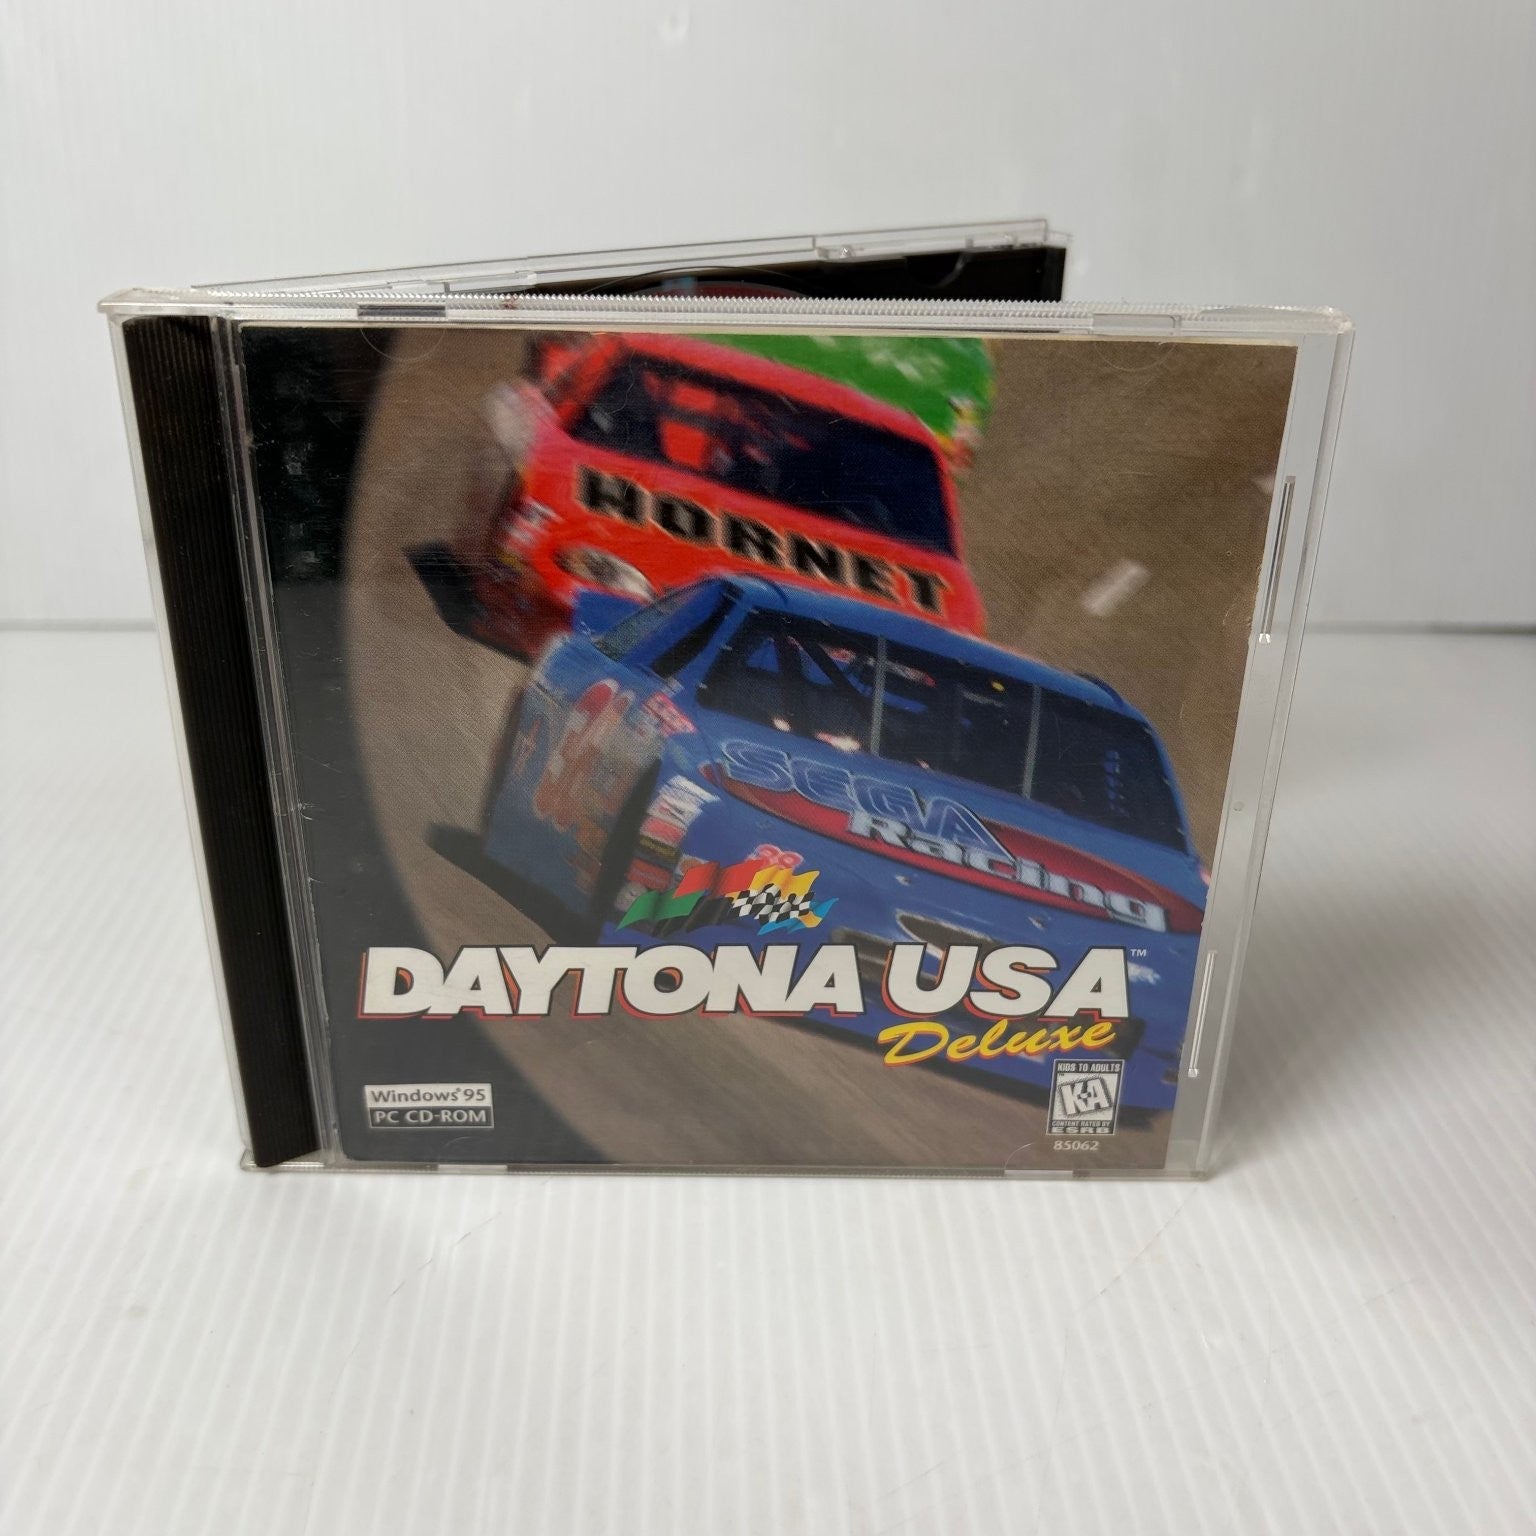 HORNET
SEGA
Racing
DAYTONA USA™
Deluxe
Windows®95
PC CD-ROM
KIDS TO ADULTS
K-A
CONTENT RATED BY
ESRB
85062